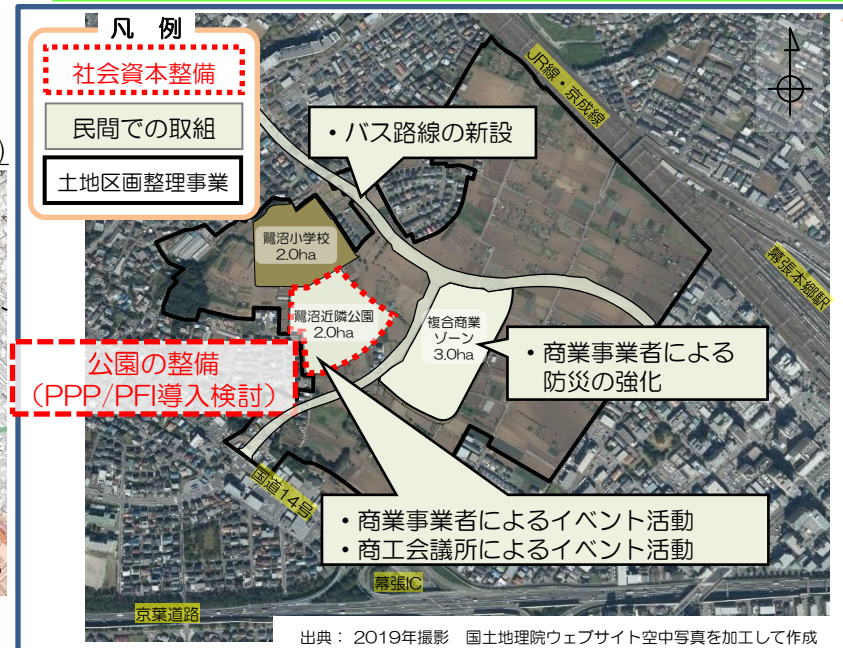 凡 例
社会資本整備
民間での取組
土地区画整理事業
JR線・京成線
・バス路線の新設
鷺沼小学校
2.0ha
幕張本郷駅
鷺沼近隣公園
2.0ha
複合商業
ゾーン
3.0ha
公園の整備
(PPP/PFI導入検討)
・商業事業者による
防災の強化
国道14号
・商業事業者によるイベント活動
・商工会議所によるイベント活動
幕張IC
京葉道路
出典： 2019年撮影 国土地理院ウェブサイト空中写真を加工して作成